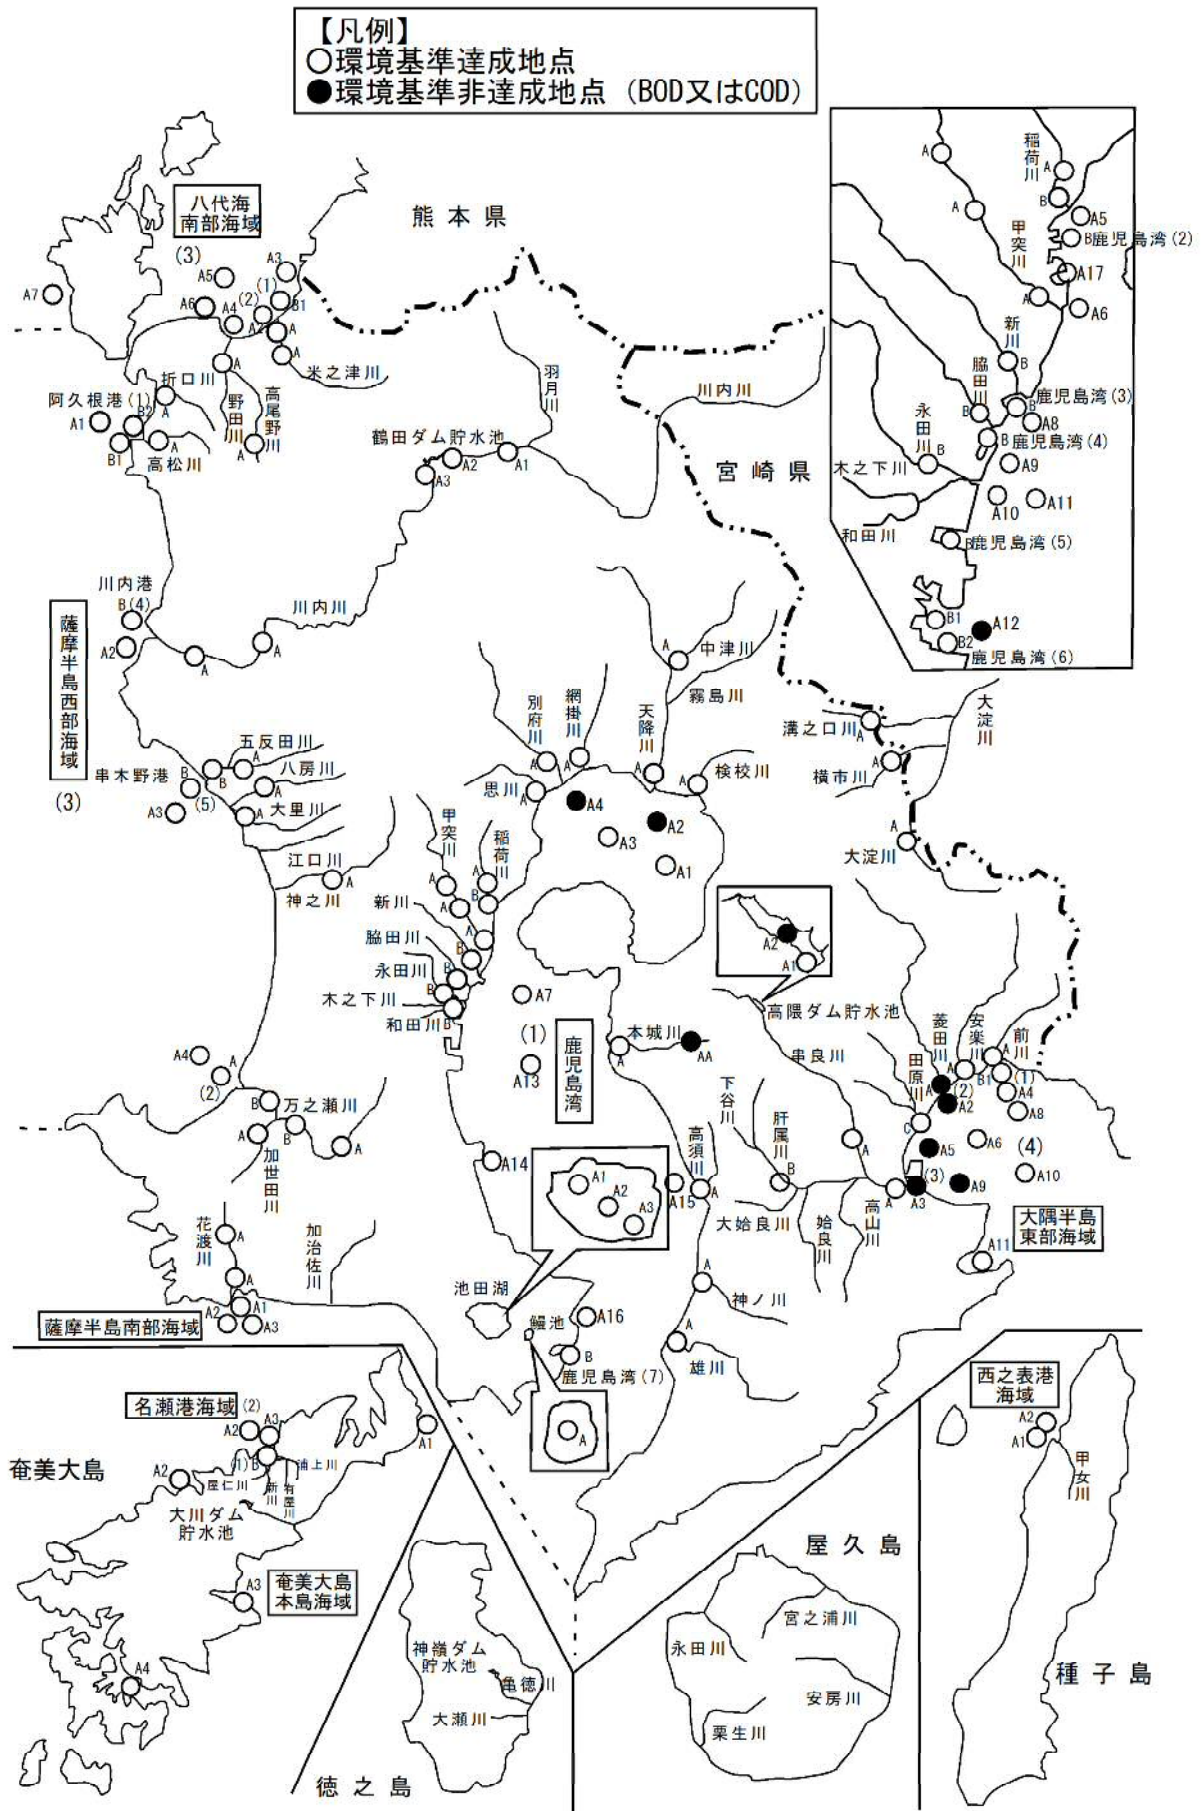 【凡例】
○環境基準達成地点
●環境基準非達成地点（BOD又はCOD）
八代海
南部海域
(3)
熊本県
A7
A5
A3
A6
A4
(2)
(1)
B1
A2
A
A
米之津川
折口川
A
野田川
高尾野川
A
A
阿久根港(1)
A1
B2
B1
A
高松川
羽月川
川内川
鶴田ダム貯水池
A3
A2
A1
宮崎県
稲荷川
A
A
B
A5
B鹿児島湾(2)
A
甲突川
A17
A
A6
新川
B
脇田川
鹿児島湾(3)
B
B
A8
永田川
B
B
鹿児島湾(4)
A9
木之下川
A10
A11
和田川
B鹿児島湾(5)
B1
B2
A12
鹿児島湾(6)
川内港
B(4)
A2
薩摩半島西部海域
(3)
川内川
A
A
串木野港
B
(5)
A3
五反田川
B
A
八房川
A
大里川
A
江口川
神之川
A
中津川
A
霧島川
別府川
A
網掛川
A
天降川
A
検校川
A
思川
A
A4
A3
A2
A1
溝之口川
A
横市川
A
大淀川
大淀川
A
甲突川
A
A
A
稲荷川
A
B
新川
B
脇田川
B
永田川
B
木之下川
和田川
B
A7
(1)
鹿児島湾
A13
本城川
A
AA
A2
A1
高隈ダム貯水池
串良川
A
田原川
C
菱田川
A
安楽川
A
前川
A
B1
(1)
(2)
A2
A4
A8
A6
(4)
A5
A9
A10
(3)
A3
A
A11
大隅半島
東部海域
下谷川
肝属川
B
大姶良川
姶良川
高山川
高須川
A
A15
A14
A
神ノ川
A
雄川
A4
A
(2)
B
万之瀬川
B
A
A
加世田川
花渡川
A
A
加治佐川
A2
A1
A3
薩摩半島南部海域
A1
A2
A3
池田湖
鰻池
A16
B
鹿児島湾(7)
A
名瀬港海域
(2)
A2
A3
(1)
B
浦上川
A1
奄美大島
A2
屋仁川
新川
有屋川
大川ダム
貯水池
A3
奄美大島
本島海域
A4
神嶺ダム
貯水池
亀徳川
大瀬川
徳之島
屋久島
宮之浦川
永田川
安房川
栗生川
西之表港
海域
A2
A1
甲女川
種子島